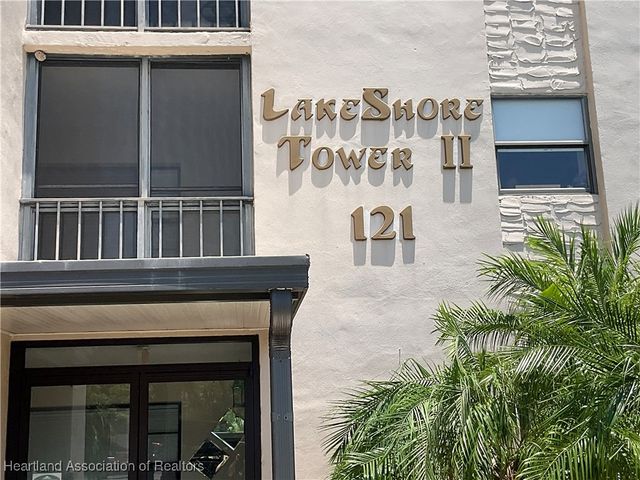 LakeShore
Tower II
121
Heartland Association of Realtors